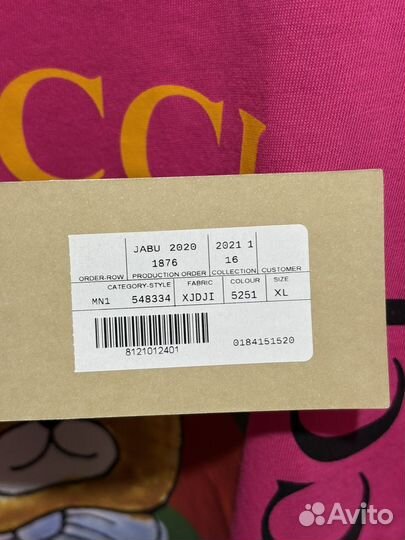 CCI
JABU 2020 2021 1
1876 16
ORDER-ROW PRODUCTION ORDER COLLECTION CUSTOMER
CATEGORY-STYLE FABRIC COLOUR SIZE
MN1 548334 XJDJI 5251 XL
8121012401 0184151520
CC
Avito